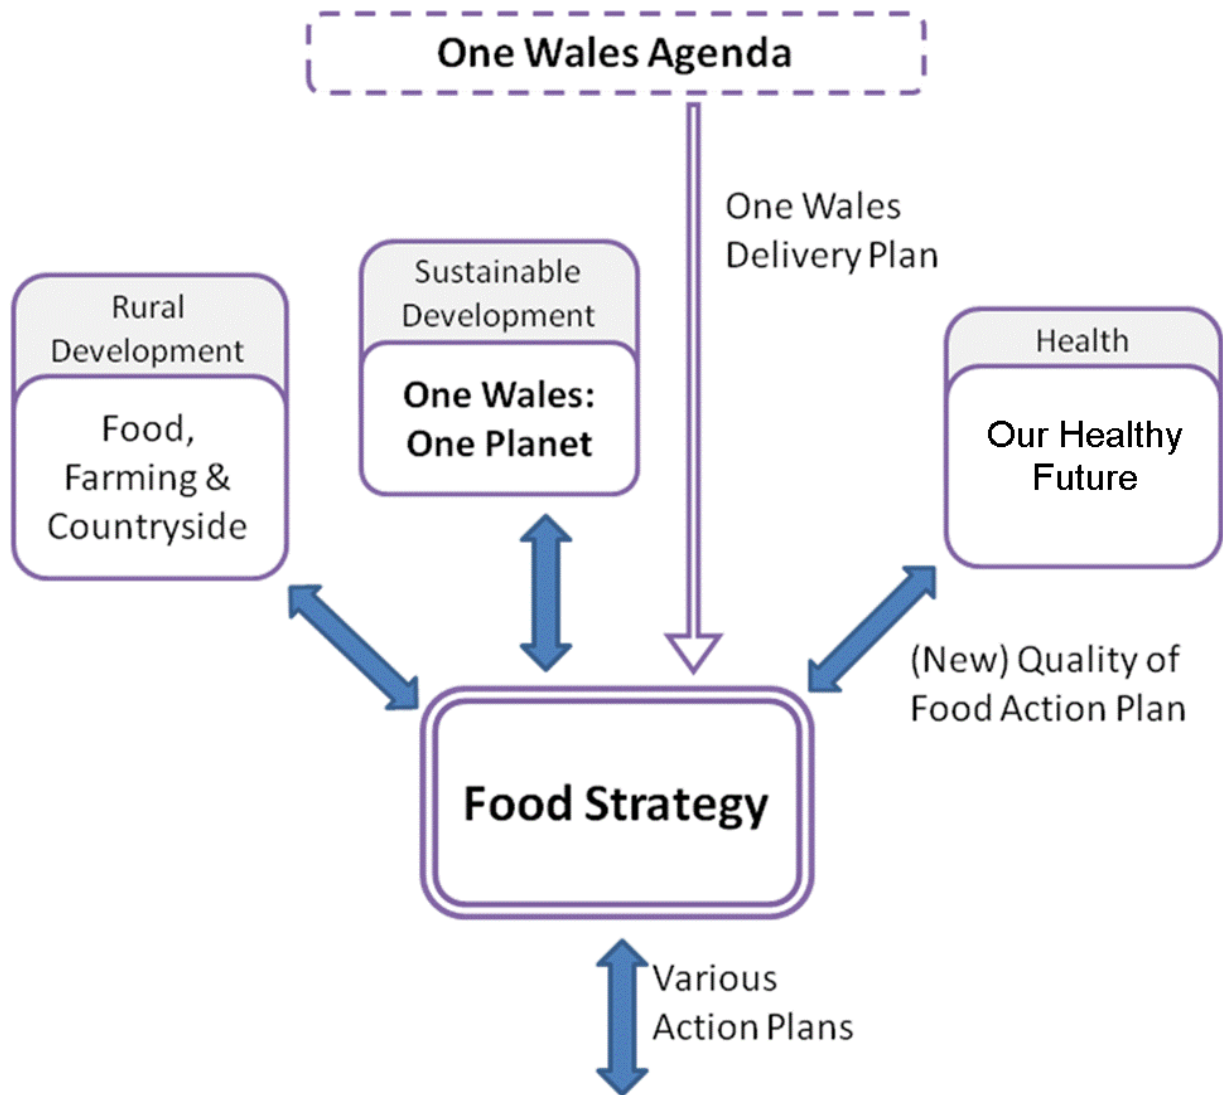 One Wales Agenda
One Wales
Delivery Plan
Rural
Development
Food,
Farming &
Countryside
Sustainable
Development
One Wales:
One Planet
Health
Our Healthy
Future
(New) Quality of
Food Action Plan
Food Strategy
Various
Action Plans